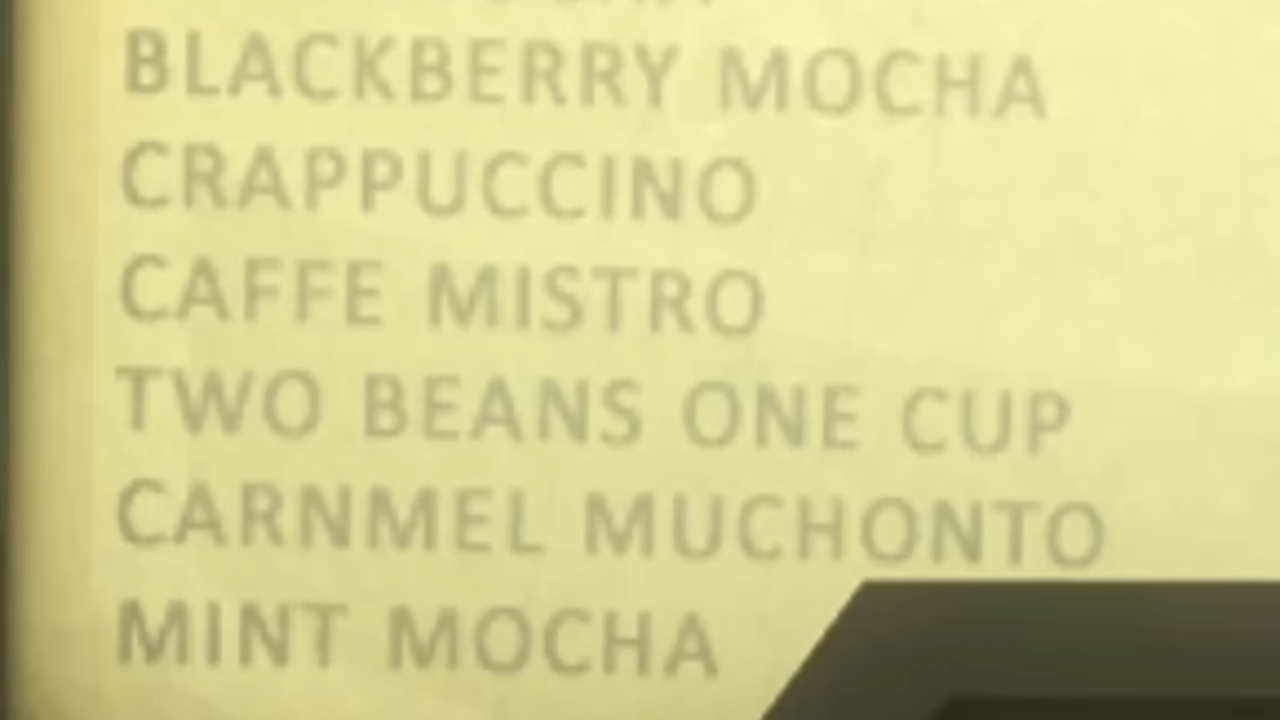 BLACKBERRY MOCHA
CRAPPUCCINO
CAFFE MISTRO
TWO BEANS ONE CUP
CARNMEL MUCHONTO
MINT MOCHA